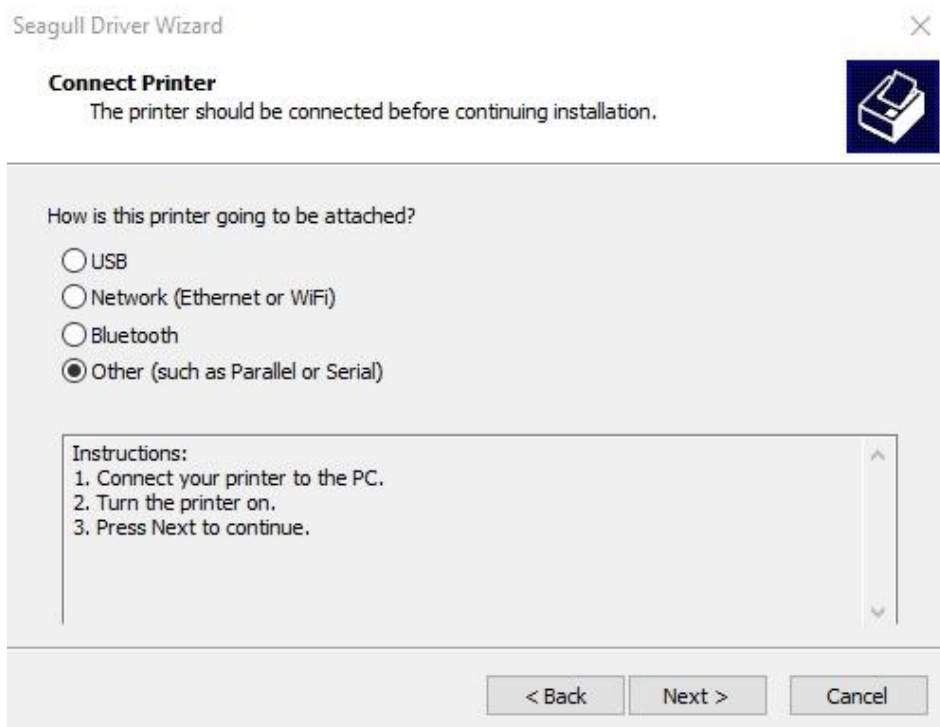 Seagull Driver Wizard
Connect Printer
The printer should be connected before continuing installation.
How is this printer going to be attached?
USB
Network (Ethernet or WiFi)
Bluetooth
Other (such as Parallel or Serial)
Instructions:
1. Connect your printer to the PC.
2. Turn the printer on.
3. Press Next to continue.
< Back Next > Cancel